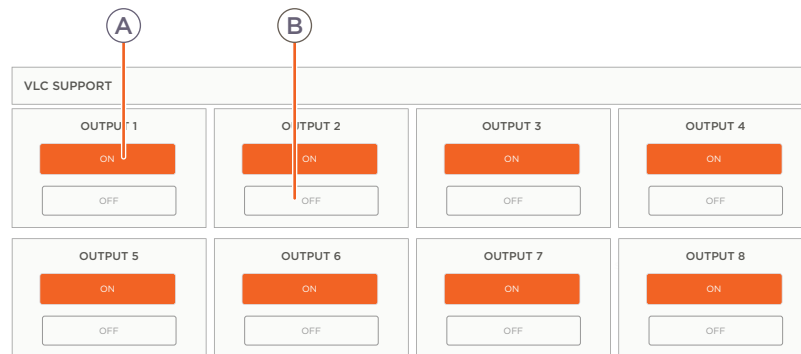 A B
VLC SUPPORT
OUTPUT 1 OUTPUT 2 OUTPUT 3 OUTPUT 4
ON ON ON ON
OFF OFF OFF OFF
OUTPUT 5 OUTPUT 6 OUTPUT 7 OUTPUT 8
ON ON ON ON
OFF OFF OFF OFF